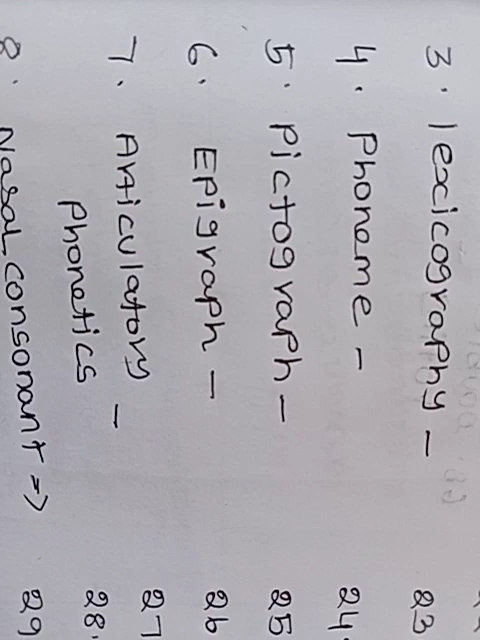 3. lexicography -
4. Phoneme -
5. Pictograph -
6. Epigraph -
7. Articulatory -
Phonetics
8. Nasal consonant =>
23
24.
25
26
27
28.
29